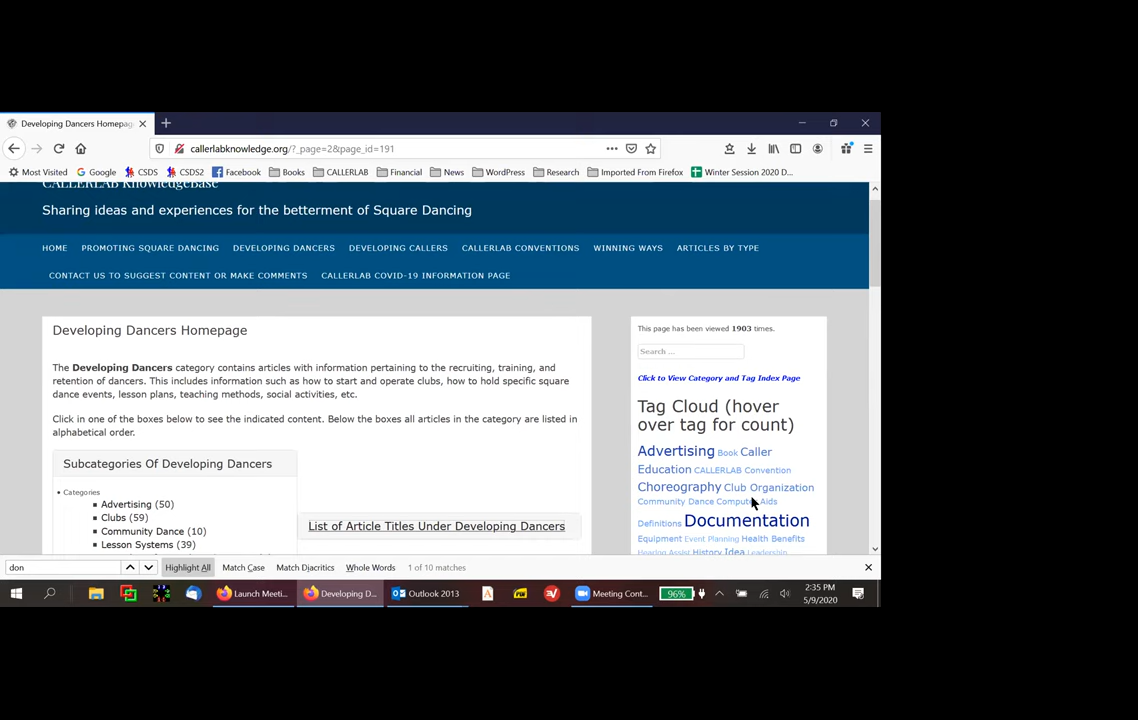 Developing Dancers Homepag
callerlabknowledge.org/?_page=2&page_id=191
Most Visited Google CSDS CSDS2 Facebook Books CALLERLAB Financial News WordPress Research Imported From Firefox Winter Session 2020 D...
CALLERLAB KnowledgeBase
Sharing ideas and experiences for the betterment of Square Dancing
HOME PROMOTING SQUARE DANCING DEVELOPING DANCERS DEVELOPING CALLERS CALLERLAB CONVENTIONS WINNING WAYS ARTICLES BY TYPE
CONTACT US TO SUGGEST CONTENT OR MAKE COMMENTS CALLERLAB COVID-19 INFORMATION PAGE
Developing Dancers Homepage
The Developing Dancers category contains articles with information pertaining to the recruiting, training, and
retention of dancers. This includes information such as how to start and operate clubs, how to hold specific square
dance events, lesson plans, teaching methods, social activities, etc.
Click in one of the boxes below to see the indicated content. Below the boxes all articles in the category are listed in
alphabetical order.
Subcategories Of Developing Dancers
• Categories
Advertising (50)
Clubs (59)
Community Dance (10)
Lesson Systems (39)
List of Article Titles Under Developing Dancers
This page has been viewed 1903 times.
Search ...
Click to View Category and Tag Index Page
Tag Cloud (hover
over tag for count)
Advertising Book Caller
Education CALLERLAB Convention
Choreography Club Organization
Community Dance Computer Aids
Definitions Documentation
Equipment Event Planning Health Benefits
Hearing Assist History Idea Leadership
don Highlight All Match Case Match Diacritics Whole Words 1 of 10 matches
Launch Meeti... Developing D... Outlook 2013 Meeting Cont... 96% 2:35 PM
5/9/2020